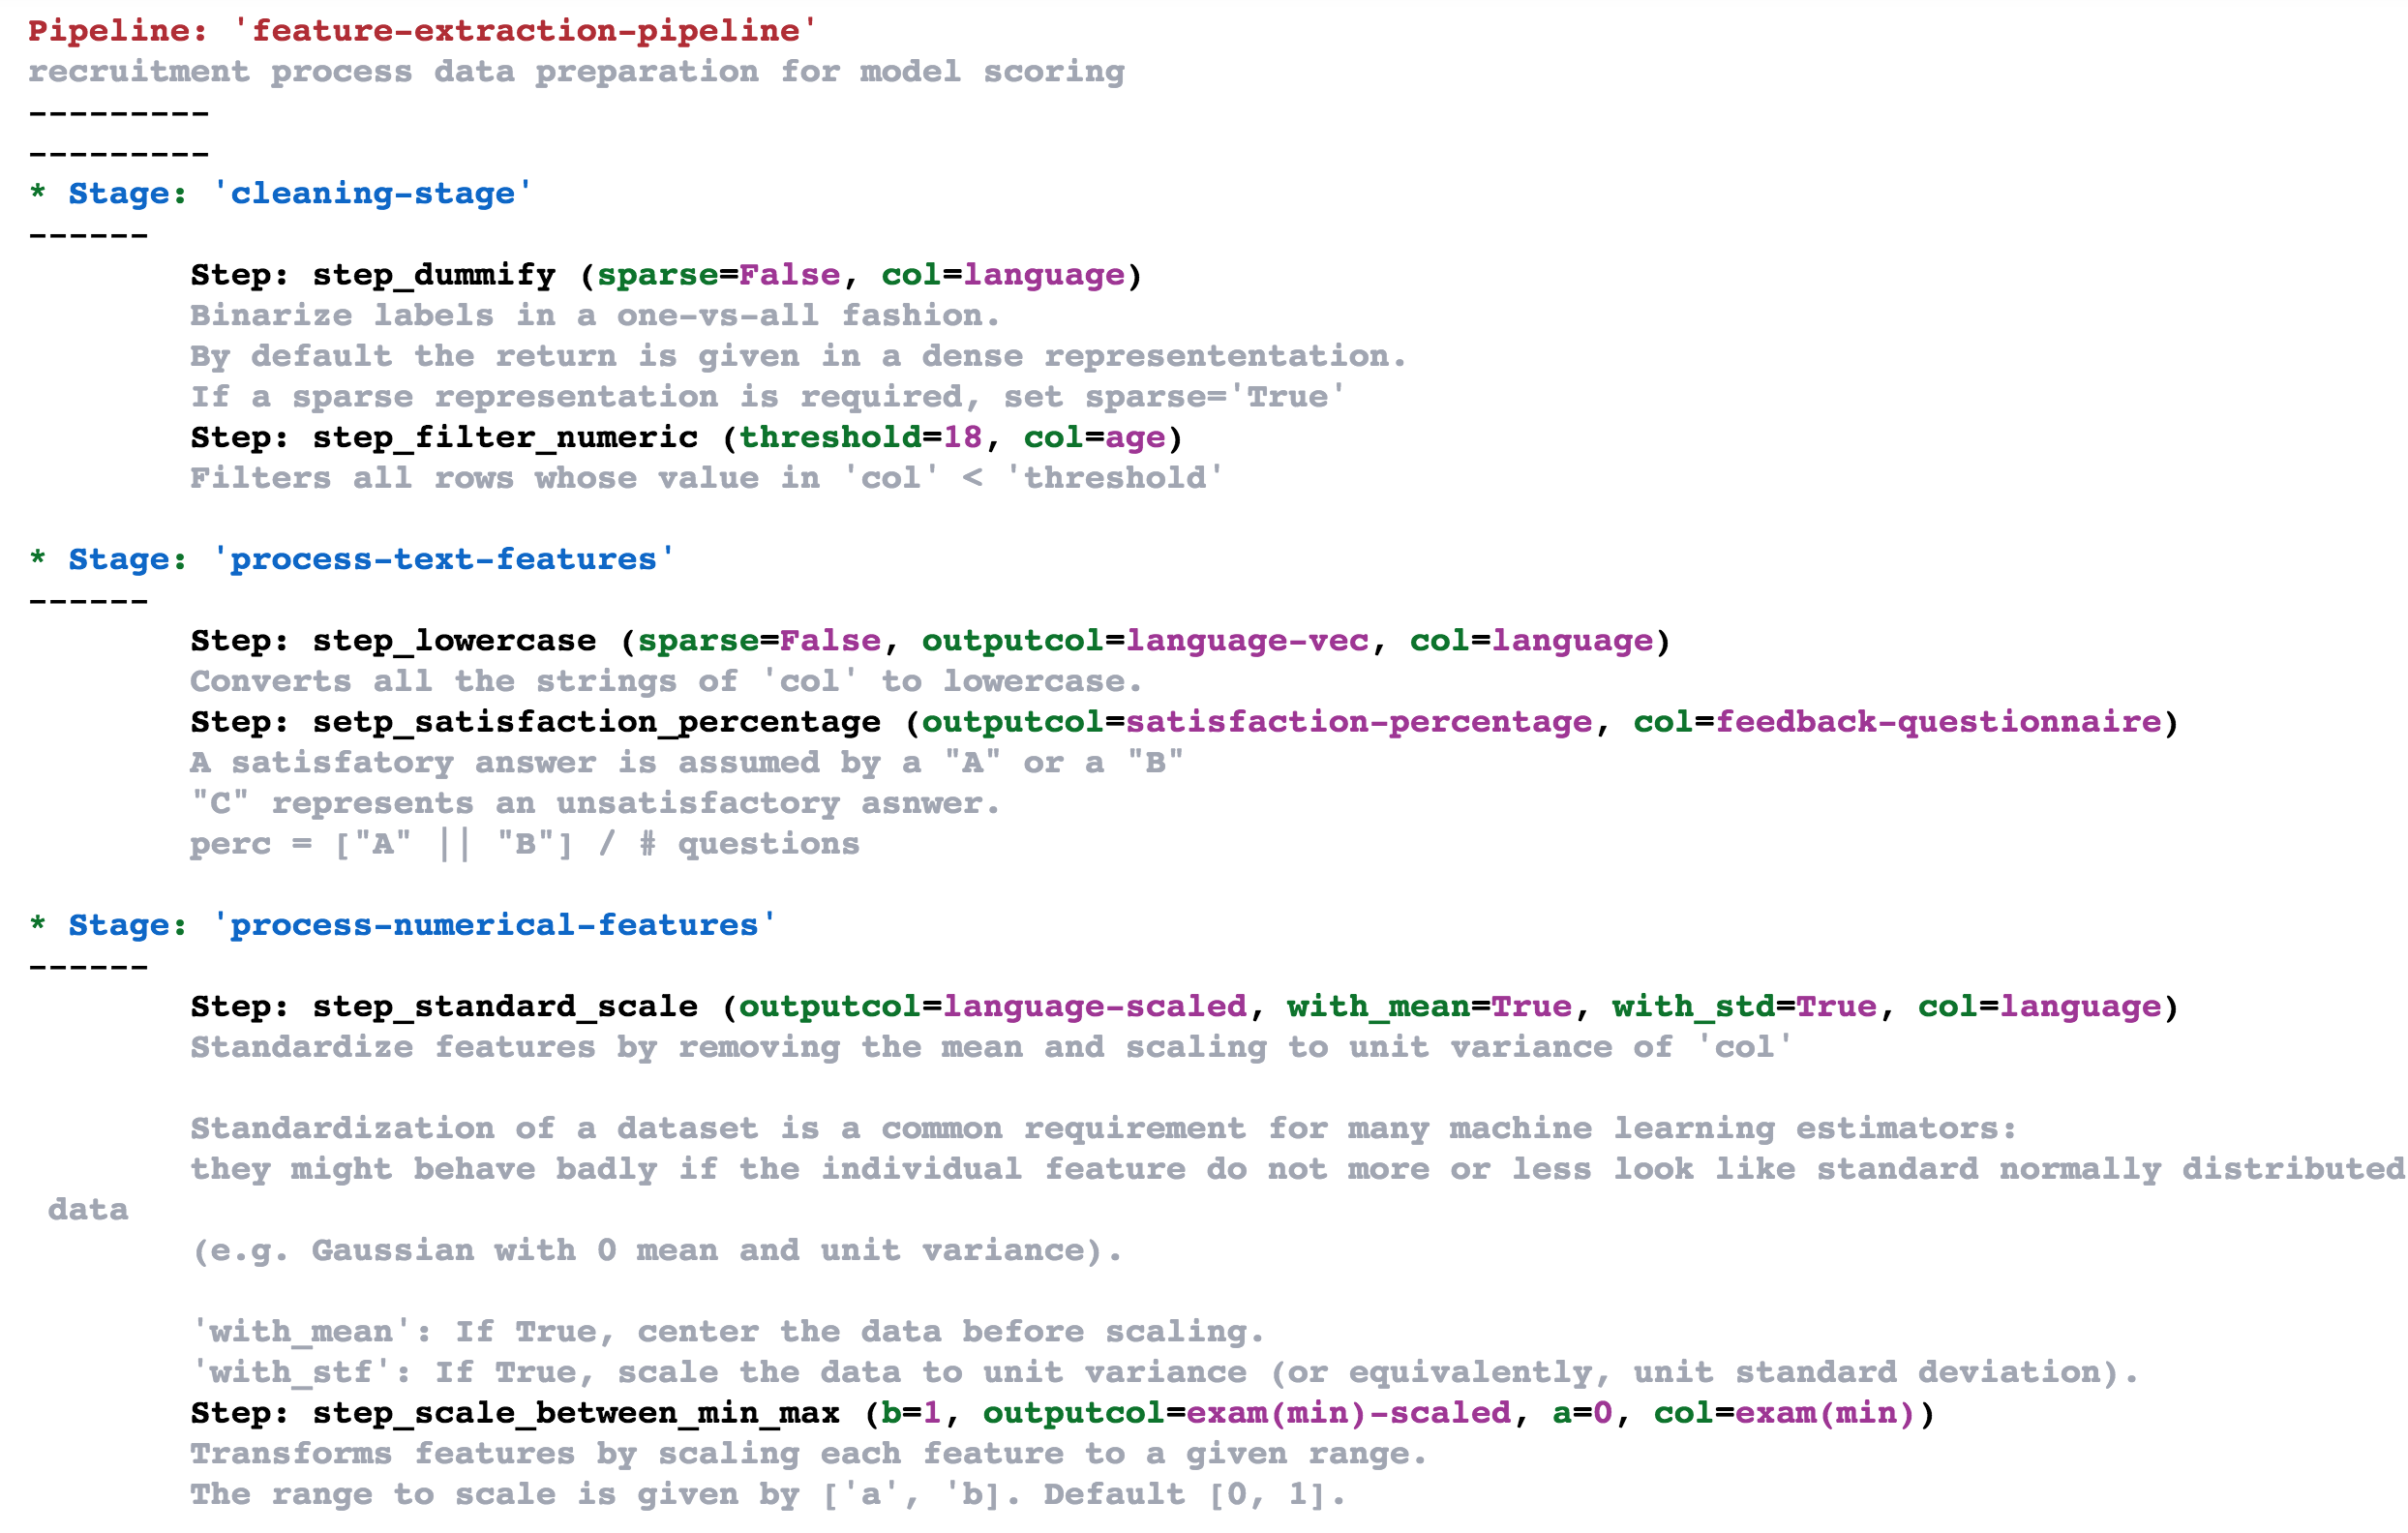 Pipeline: 'feature-extraction-pipeline'
recruitment process data preparation for model scoring
---------
---------
* Stage: 'cleaning-stage'
------
Step: step_dummify (sparse=False, col=language)
Binarize labels in a one-vs-all fashion.
By default the return is given in a dense represententation.
If a sparse representation is required, set sparse='True'
Step: step_filter_numeric (threshold=18, col=age)
Filters all rows whose value in 'col' < 'threshold'
* Stage: 'process-text-features'
------
Step: step_lowercase (sparse=False, outputcol=language-vec, col=language)
Converts all the strings of 'col' to lowercase.
Step: setp_satisfaction_percentage (outputcol=satisfaction-percentage, col=feedback-questionnaire)
A satisfatory answer is assumed by a "A" or a "B"
"C" represents an unsatisfactory asnwer.
perc = ["A" || "B"] / # questions
* Stage: 'process-numerical-features'
------
Step: step_standard_scale (outputcol=language-scaled, with_mean=True, with_std=True, col=language)
Standardize features by removing the mean and scaling to unit variance of 'col'
Standardization of a dataset is a common requirement for many machine learning estimators:
they might behave badly if the individual feature do not more or less look like standard normally distributed
data
(e.g. Gaussian with 0 mean and unit variance).
'with_mean': If True, center the data before scaling.
'with_stf': If True, scale the data to unit variance (or equivalently, unit standard deviation).
Step: step_scale_between_min_max (b=1, outputcol=exam(min)-scaled, a=0, col=exam(min))
Transforms features by scaling each feature to a given range.
The range to scale is given by ['a', 'b]. Default [0, 1].